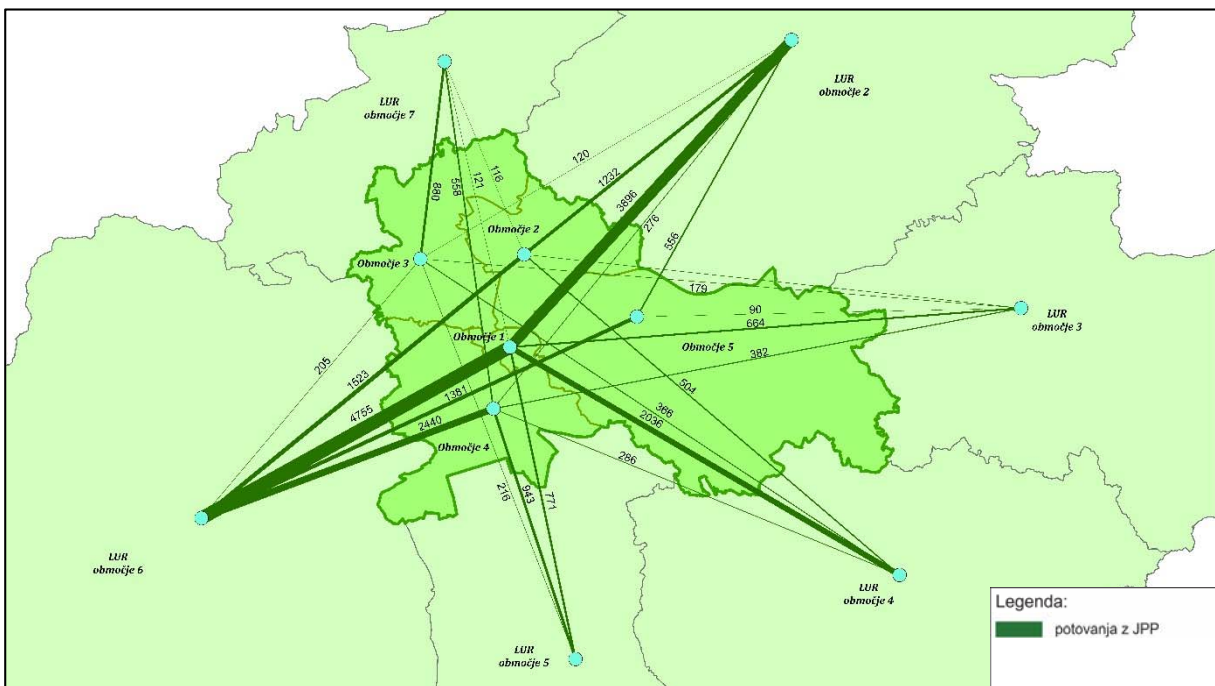 LUR
območje 7
LUR
območje 2
120
1232
116
121
558
880
3696
276
556
Območje 2
Območje 3
179
90
664
LUR
območje 3
Območje 1
Območje 5
382
205
1523
1381
4755
2440
504
366
2036
Območje 4
286
216
943
771
LUR
območje 6
LUR
območje 4
LUR
območje 5
Legenda:
potovanja z JPP